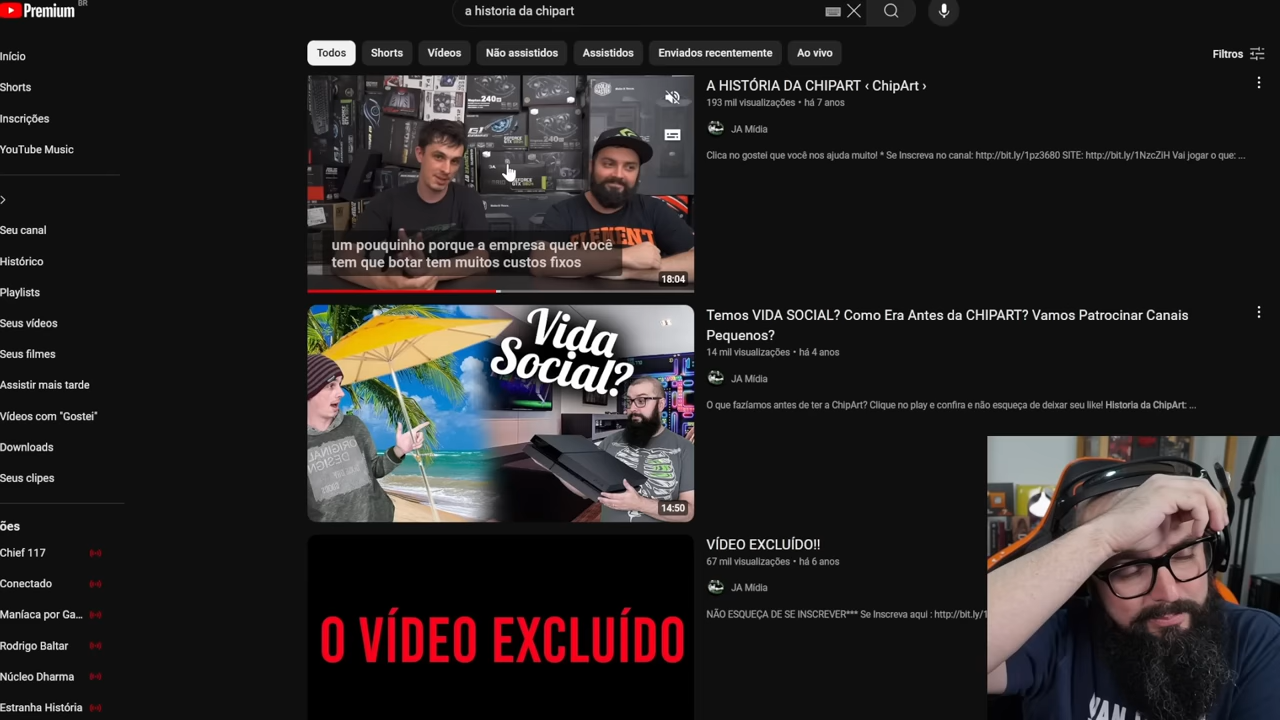 Premium BR
a historia da chipart
Todos
Shorts
Vídeos
Não assistidos
Assistidos
Enviados recentemente
Ao vivo
Filtros
Início
Shorts
Inscrições
YouTube Music
Seu canal
Histórico
Playlists
Seus vídeos
Seus filmes
Assistir mais tarde
Vídeos com "Gostei"
Downloads
Seus clipes
ões
Chief 117
Conectado
Maníaca por Ga...
Rodrigo Baltar
Núcleo Dharma
Estranha História
um pouquinho porque a empresa quer você
tem que botar tem muitos custos fixos
18:04
A HISTÓRIA DA CHIPART ‹ ChipArt ›
193 mil visualizações • há 7 anos
JA Mídia
Clica no gostei que você nos ajuda muito! * Se Inscreva no canal: http://bit.ly/1pz3680 SITE: http://bit.ly/1NzcZiH Vai jogar o que: ...
Vida
Social?
14:50
Temos VIDA SOCIAL? Como Era Antes da CHIPART? Vamos Patrocinar Canais
Pequenos?
14 mil visualizações • há 4 anos
JA Mídia
O que fazíamos antes de ter a ChipArt? Clique no play e confira e não esqueça de deixar seu like! Historia da ChipArt: ...
O VÍDEO EXCLUÍDO
VÍDEO EXCLUÍDO!!
67 mil visualizações • há 6 anos
JA Mídia
NÃO ESQUEÇA DE SE INSCREVER*** Se Inscreva aqui : http://bit.ly/1